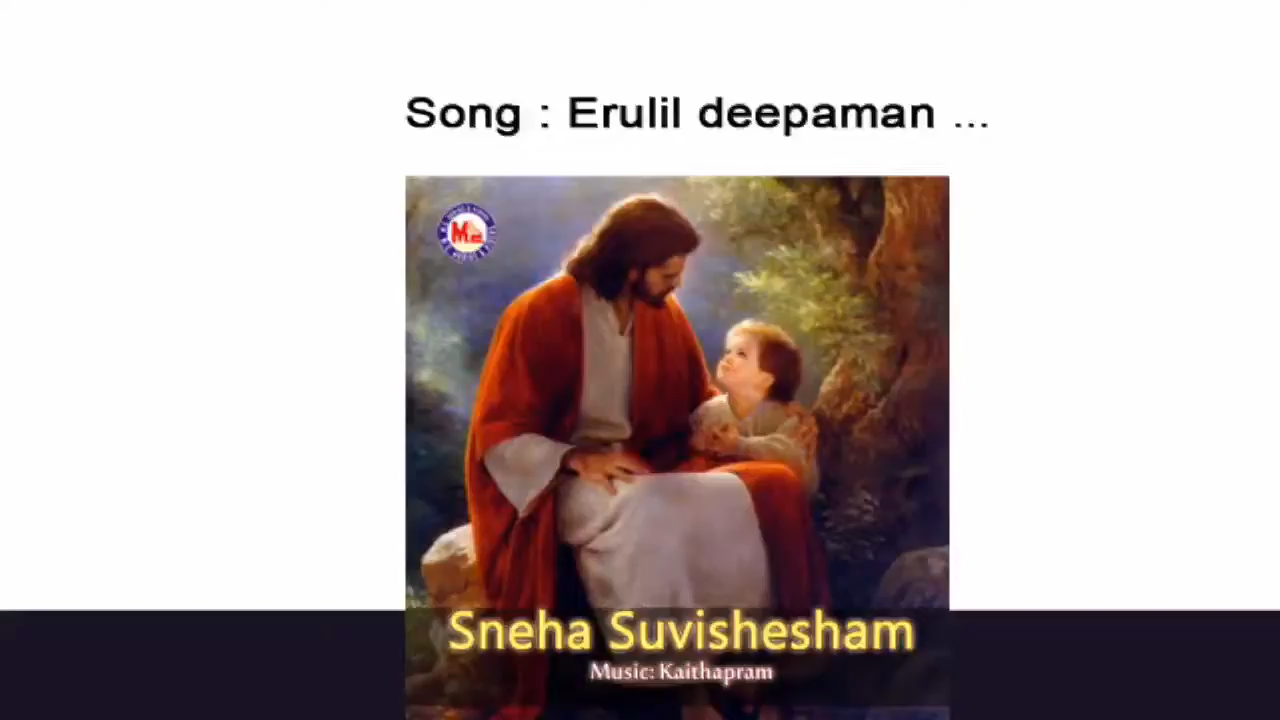 Song : Erulil deepaman ...
Sneha Suvishesham
Music: Kaithapram